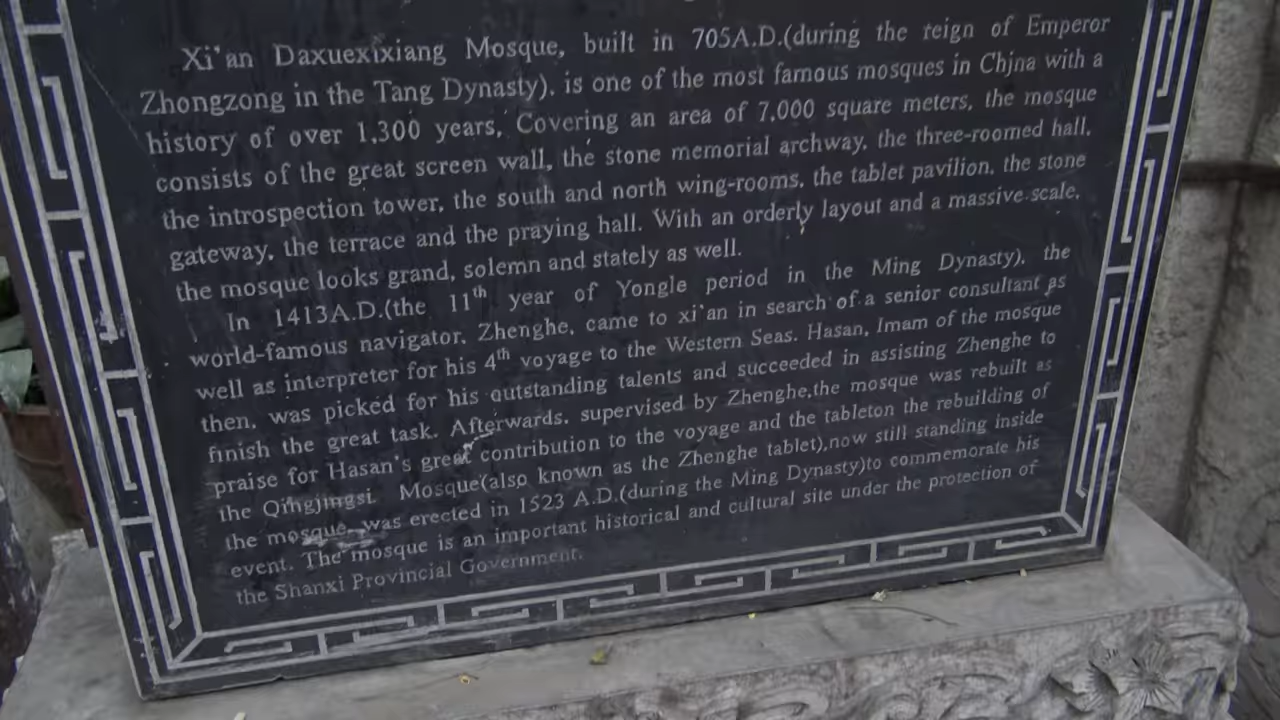 Xi'an Daxuexixiang Mosque, built in 705A.D.(during the reign of Emperor
Zhongzong in the Tang Dynasty), is one of the most famous mosques in China with a
history of over 1,300 years, Covering an area of 7,000 square meters, the mosque
consists of the great screen wall, the stone memorial archway, the three-roomed hall,
the introspection tower, the south and north wing-rooms, the tablet pavilion, the stone
gateway, the terrace and the praying hall. With an orderly layout and a massive scale,
the mosque looks grand, solemn and stately as well.
In 1413A.D.(the 11th year of Yongle period in the Ming Dynasty), the
world-famous navigator, Zhenghe, came to xi'an in search of a senior consultant as
well as interpreter for his 4th voyage to the Western Seas. Hasan, Imam of the mosque
then, was picked for his outstanding talents and succeeded in assisting Zhenghe to
finish the great task. Afterwards, supervised by Zhenghe,the mosque was rebuilt as
praise for Hasan's great contribution to the voyage and the tableton the rebuilding of
the Qingjingsi Mosque(also known as the Zhenghe tablet),now still standing inside
the mosque, was erected in 1523 A.D.(during the Ming Dynasty)to commemorate his
event. The mosque is an important historical and cultural site under the protection of
the Shanxi Provincial Government.